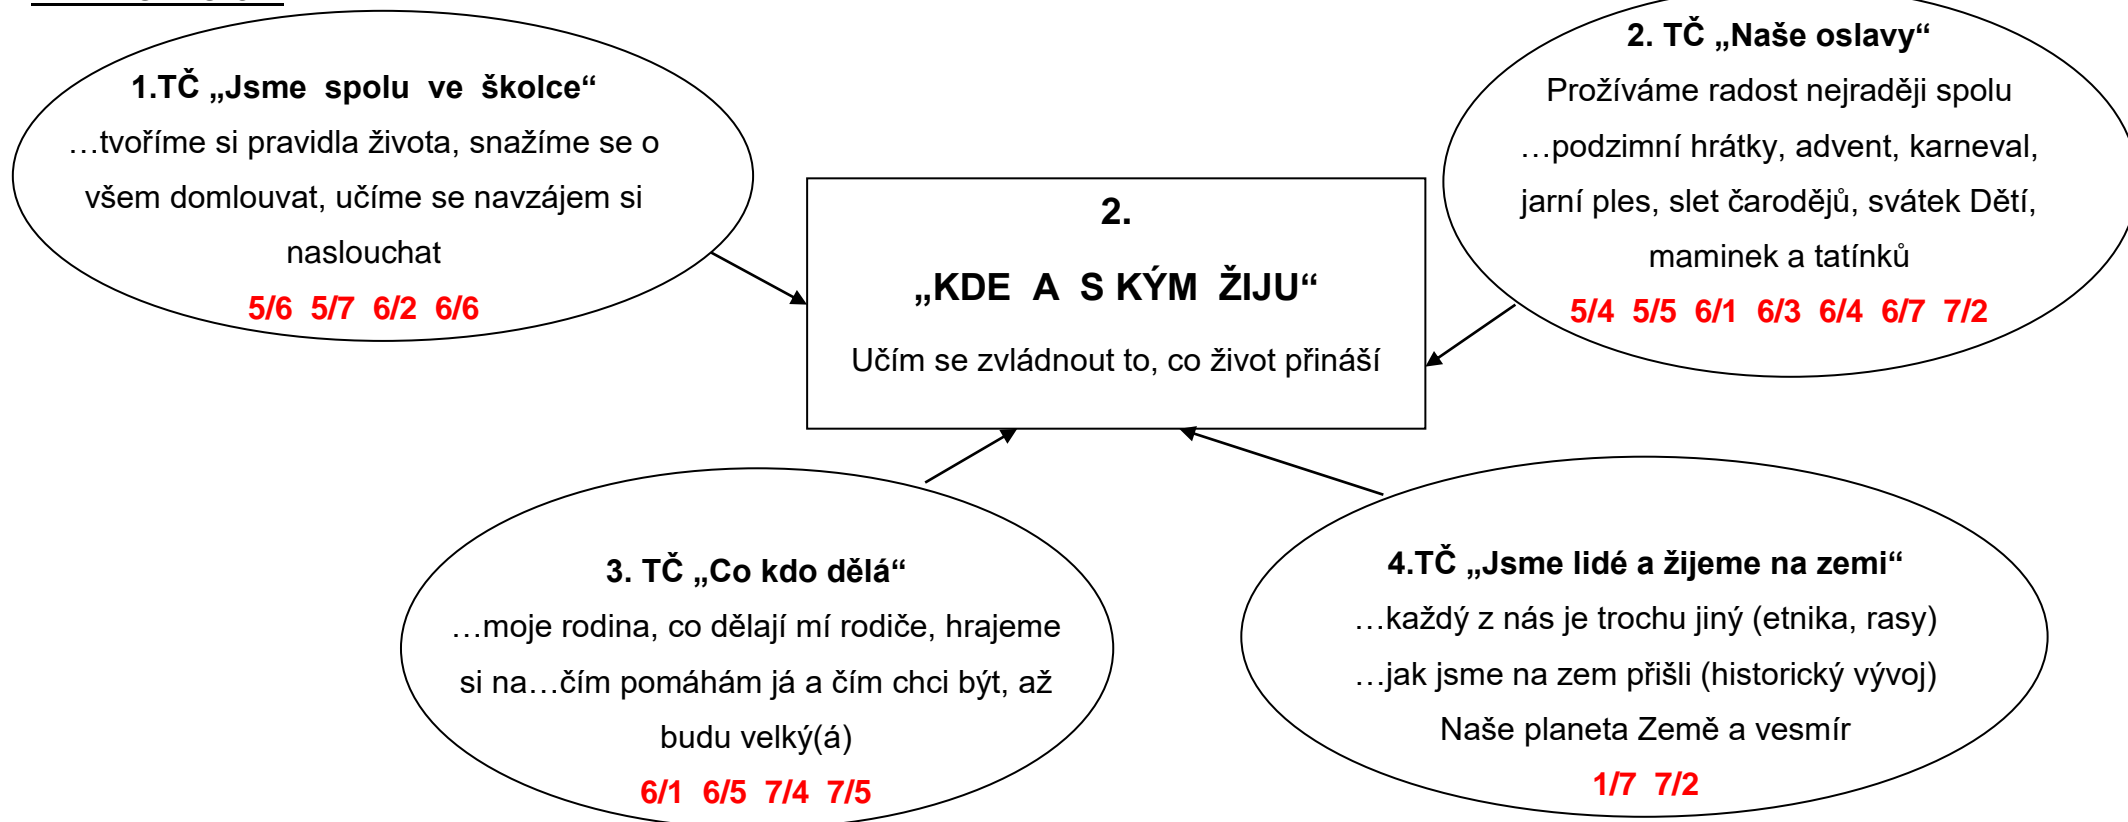 1.TČ „Jsme spolu ve školce“
…tvoříme si pravidla života, snažíme se o
všem domlouvat, učíme se navzájem si
naslouchat
5/6 5/7 6/2 6/6
2. TČ „Naše oslavy“
Prožíváme radost nejraději spolu
…podzimní hrátky, advent, karneval,
jarní ples, slet čarodějů, svátek Dětí,
maminek a tatínků
5/4 5/5 6/1 6/3 6/4 6/7 7/2
2.
„KDE A S KÝM ŽIJU“
Učím se zvládnout to, co život přináší
3. TČ „Co kdo dělá“
…moje rodina, co dělají mí rodiče, hrajeme
si na…čím pomáhám já a čím chci být, až
budu velký(á)
6/1 6/5 7/4 7/5
4.TČ „Jsme lidé a žijeme na zemi“
…každý z nás je trochu jiný (etnika, rasy)
…jak jsme na zem přišli (historický vývoj)
Naše planeta Země a vesmír
1/7 7/2